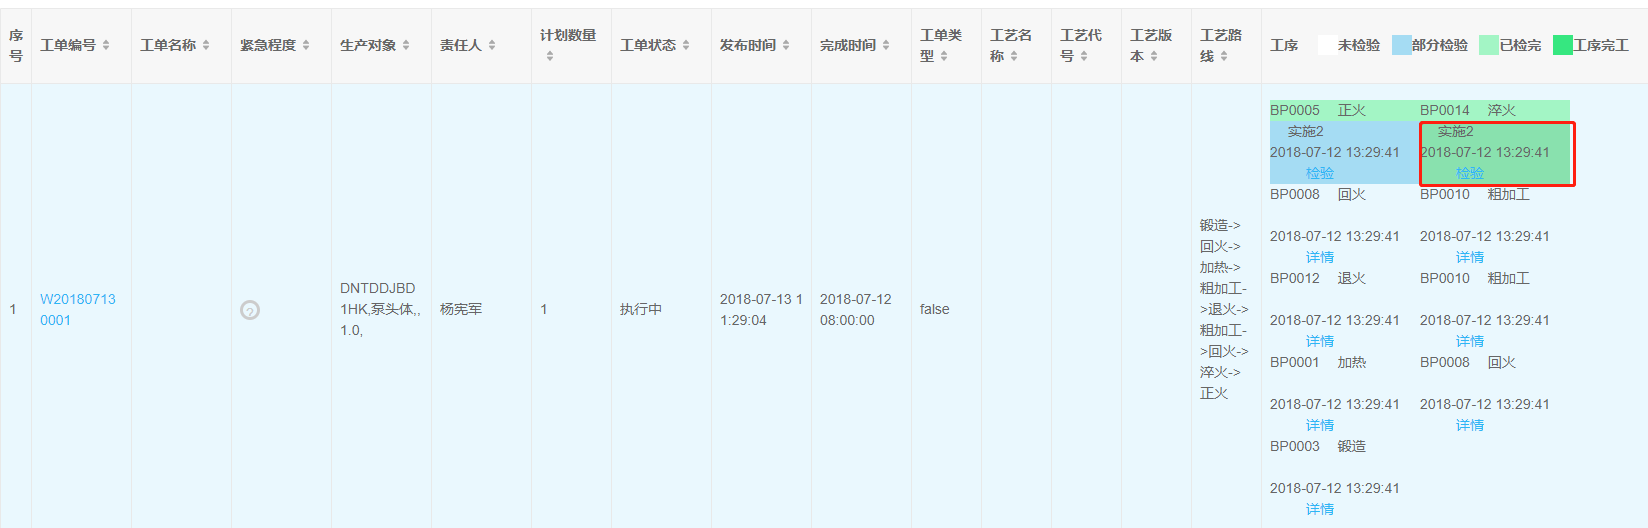 序号
工单编号
工单名称
紧急程度
生产对象
责任人
计划数量
工单状态
发布时间
完成时间
工单类型
工艺名称
工艺代号
工艺版本
工艺路线
工序 未检验 部分检验 已检完 工序完工
1
W20180713
0001
?
DNTDDJBD
1HK,泵头体,,
1.0,
杨宪军
1
执行中
2018-07-13 1
1:29:04
2018-07-12
08:00:00
false
锻造->
回火->
加热->
粗加工-
>退火->
粗加工-
>回火->
淬火->
正火
BP0005 正火 BP0014 淬火
实施2 实施2
2018-07-12 13:29:41 2018-07-12 13:29:41
检验 检验
BP0008 回火 BP0010 粗加工
2018-07-12 13:29:41 2018-07-12 13:29:41
详情 详情
BP0012 退火 BP0010 粗加工
2018-07-12 13:29:41 2018-07-12 13:29:41
详情 详情
BP0001 加热 BP0008 回火
2018-07-12 13:29:41 2018-07-12 13:29:41
详情 详情
BP0003 锻造
2018-07-12 13:29:41
详情